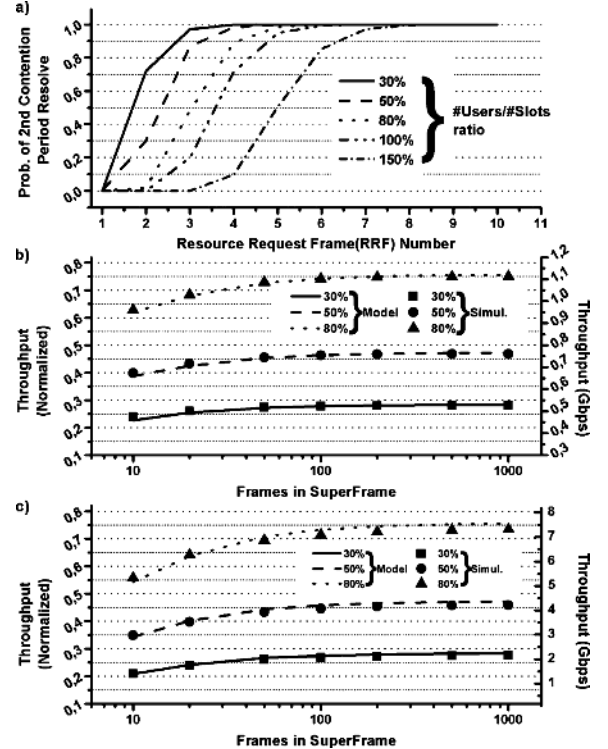 a)
Prob. of 2nd Contention
Period Resolve
1,0
0,8
0,6
0,4
0,2
0,0
30%
50%
80%
100%
150%
#Users/#Slots
ratio
1 2 3 4 5 6 7 8 9 10 11
Resource Request Frame(RRF) Number
b)
Throughput
(Normalized)
0,8
0,7
0,6
0,5
0,4
0,3
0,2
0,1
30%
50% Model
80%
30%
50% Simul.
80%
1,2
1,1
1,0
0,9
0,8
0,7
0,6
0,5
0,4
0,3
Throughput (Gbps)
10 100 1000
Frames in SuperFrame
c)
Throughput
(Normalized)
0,8
0,7
0,6
0,5
0,4
0,3
0,2
0,1
30%
50% Model
80%
30%
50% Simul.
80%
8
7
6
5
4
3
2
1
Throughput (Gbps)
10 100 1000
Frames in SuperFrame